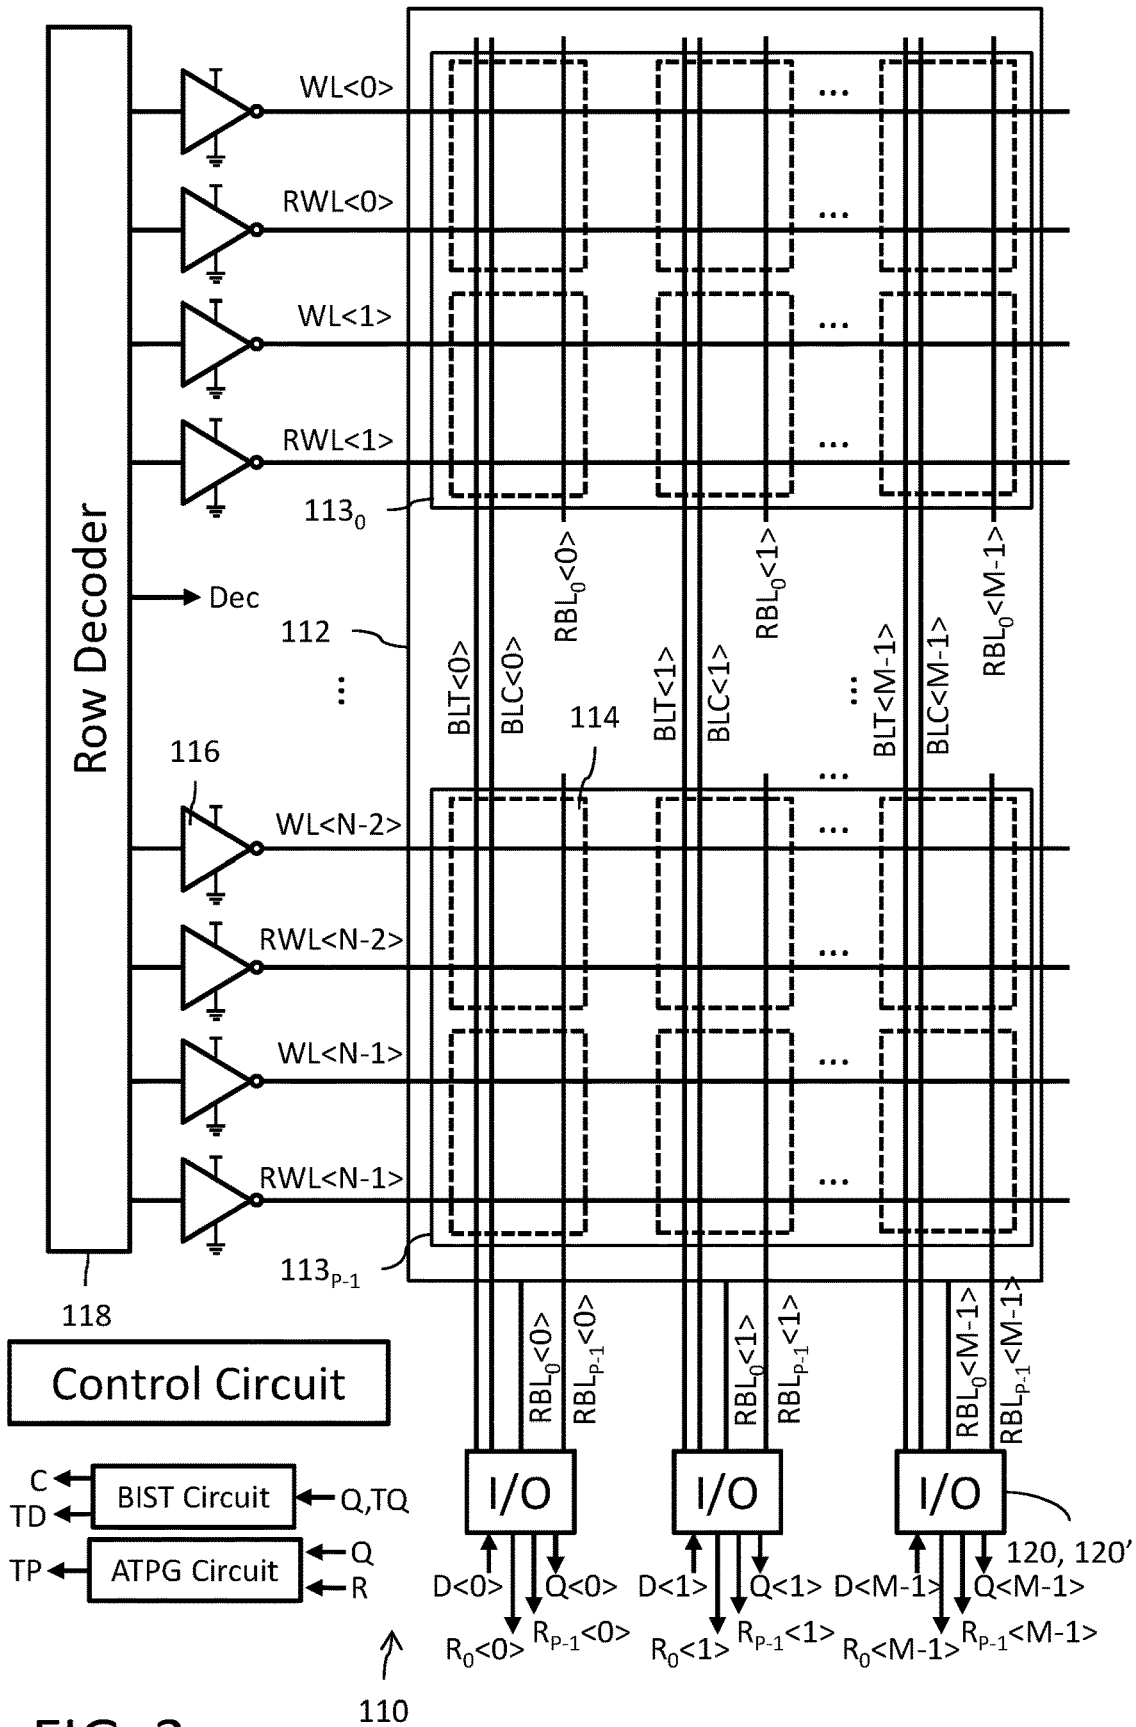 WL<0>
RWL<0>
WL<1>
RWL<1>
113₀
Row Decoder
Dec
112
RBL₀<0>
RBL₀<1>
RBL₀<M-1>
BLT<0>
BLC<0>
BLT<1>
BLC<1>
BLT<M-1>
BLC<M-1>
...
...
...
...
...
...
...
...
...
...
...
114
116
WL<N-2>
RWL<N-2>
WL<N-1>
RWL<N-1>
113P-1
118
RBL₀<0>
RBLP-1<0>
RBL₀<1>
RBLP-1<1>
RBL₀<M-1>
RBLP-1<M-1>
Control Circuit
I/O
I/O
I/O
C
TD
BIST Circuit
Q,TQ
TP
ATPG Circuit
Q
R
120, 120'
D<0>
Q<0>
D<1>
Q<1>
D<M-1>
Q<M-1>
R₀<0>
RP-1<0>
R₀<1>
RP-1<1>
R₀<M-1>
RP-1<M-1>
110